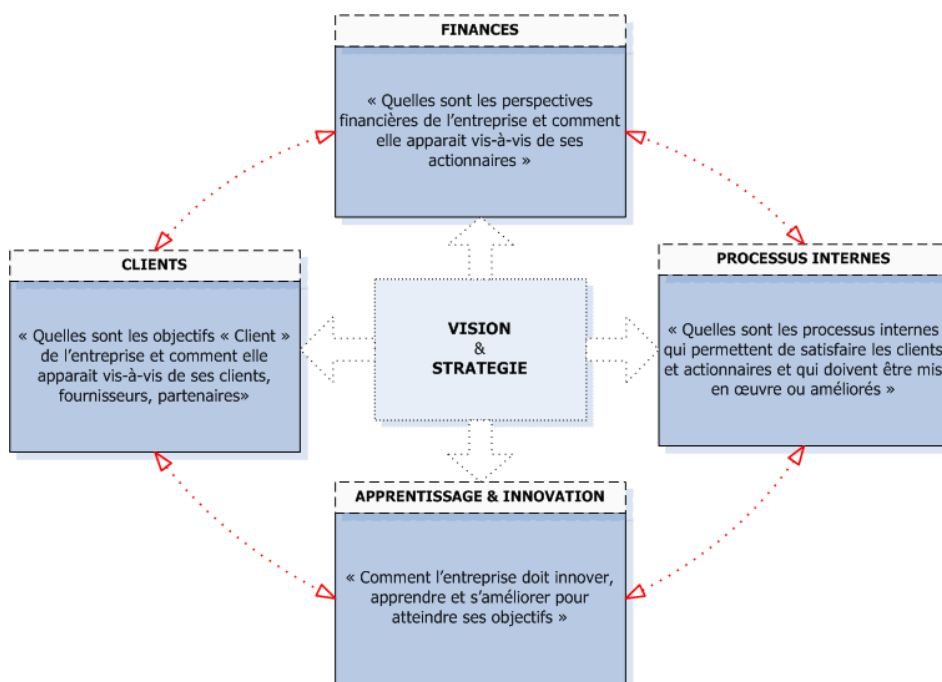 FINANCES
« Quelles sont les perspectives
financières de l'entreprise et comment
elle apparait vis-à-vis de ses
actionnaires »
CLIENTS
« Quelles sont les objectifs « Client »
de l'entreprise et comment elle
apparait vis-à-vis de ses clients,
fournisseurs, partenaires»
VISION
&
STRATEGIE
PROCESSUS INTERNES
« Quelles sont les processus internes
qui permettent de satisfaire les clients
et actionnaires et qui doivent être mis
en œuvre ou améliorés »
APPRENTISSAGE & INNOVATION
« Comment l'entreprise doit innover,
apprendre et s'améliorer pour
atteindre ses objectifs »